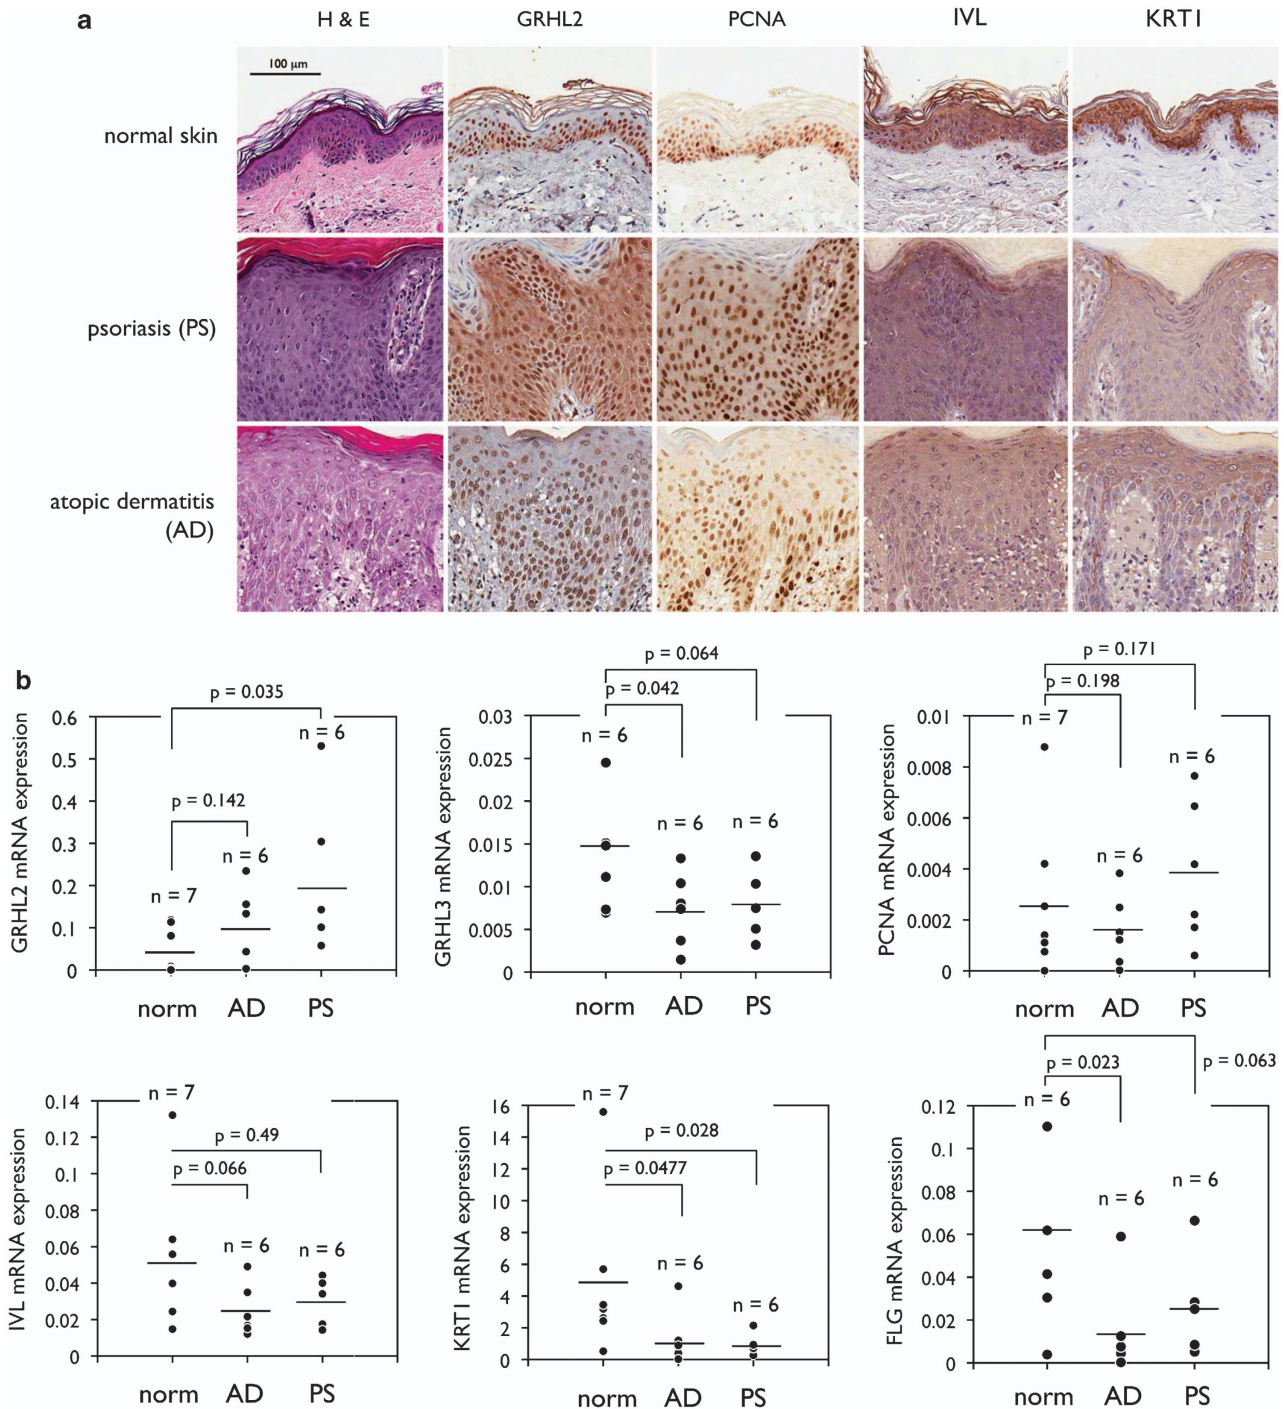 a
H & E GRHL2 PCNA IVL KRT1
100 µm
normal skin
psoriasis (PS)
atopic dermatitis
(AD)
b
GRHL2 mRNA expression
0.6
0.5
0.4
0.3
0.2
0.1
0
p = 0.035
p = 0.142
n = 7
n = 6
n = 6
norm AD PS
GRHL3 mRNA expression
0.03
0.025
0.02
0.015
0.01
0.005
0
p = 0.064
p = 0.042
n = 6
n = 6
n = 6
norm AD PS
PCNA mRNA expression
0.01
0.008
0.006
0.004
0.002
0
p = 0.171
p = 0.198
n = 7
n = 6
n = 6
norm AD PS
IVL mRNA expression
0.14
0.12
0.1
0.08
0.06
0.04
0.02
0
n = 7
p = 0.49
p = 0.066
n = 6
n = 6
norm AD PS
KRT1 mRNA expression
16
14
12
10
8
6
4
2
0
n = 7
p = 0.028
p = 0.0477
n = 6
n = 6
norm AD PS
FLG mRNA expression
0.12
0.1
0.08
0.06
0.04
0.02
0
p = 0.023
p = 0.063
n = 6
n = 6
n = 6
norm AD PS